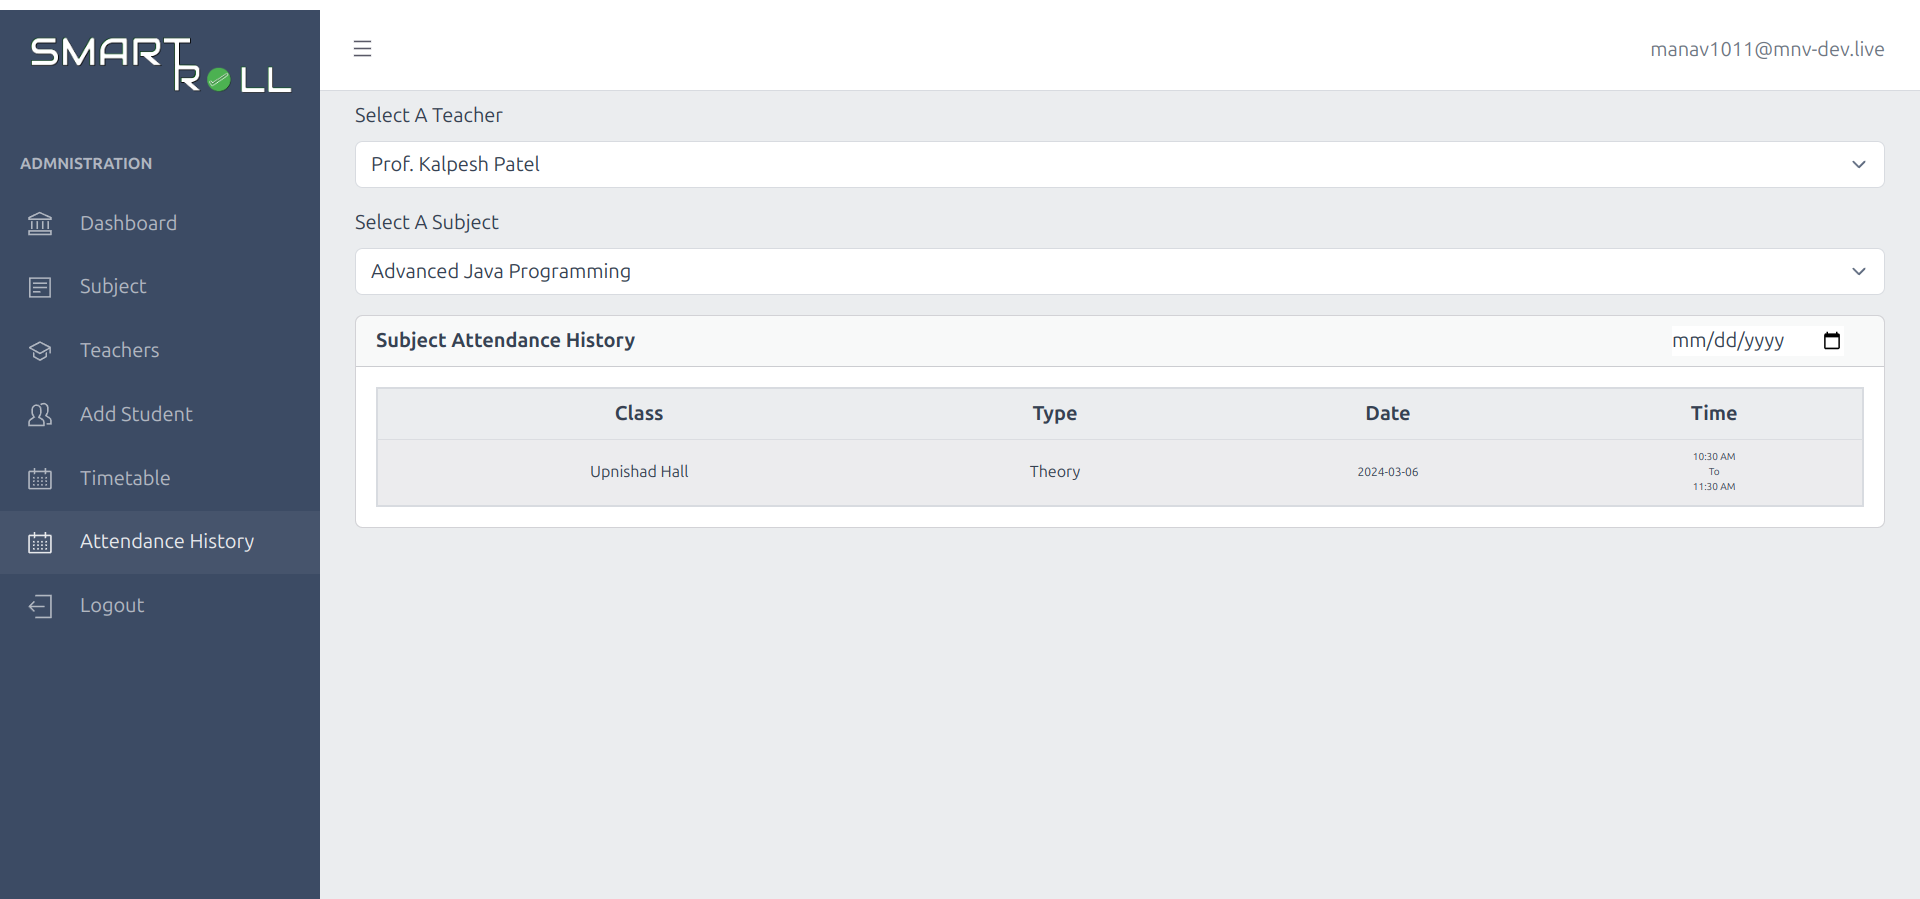 SMART
ROLL
manav1011@mnv-dev.live
ADMNISTRATION
Dashboard
Subject
Teachers
Add Student
Timetable
Attendance History
Logout
Select A Teacher
Prof. Kalpesh Patel
Select A Subject
Advanced Java Programming
Subject Attendance History mm/dd/yyyy
Class Type Date Time
Upnishad Hall Theory 2024-03-06 10:30 AM
To
11:30 AM